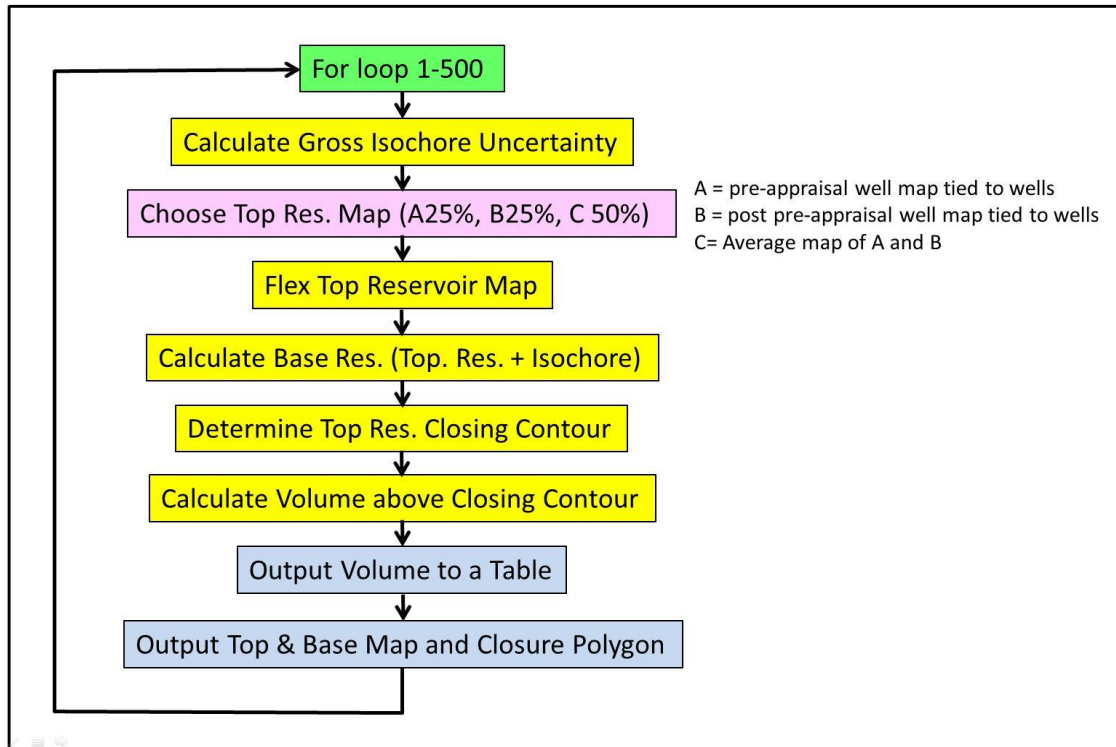 For loop 1-500
Calculate Gross Isochore Uncertainty
Choose Top Res. Map (A25%, B25%, C 50%)
A = pre-appraisal well map tied to wells
B = post pre-appraisal well map tied to wells
C= Average map of A and B
Flex Top Reservoir Map
Calculate Base Res. (Top. Res. + Isochore)
Determine Top Res. Closing Contour
Calculate Volume above Closing Contour
Output Volume to a Table
Output Top & Base Map and Closure Polygon